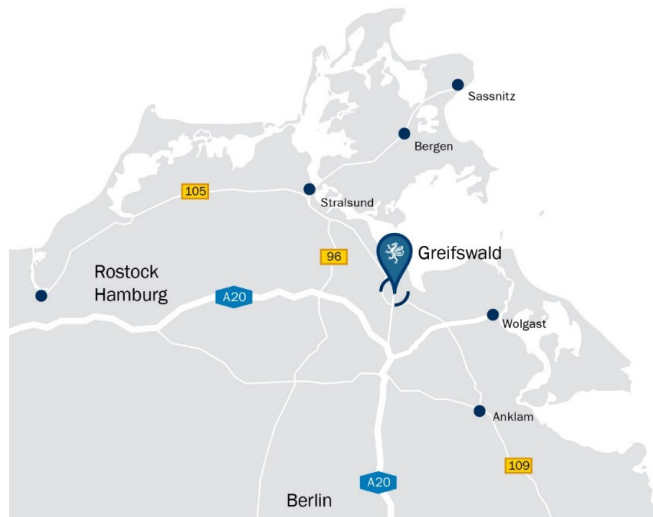 Sassnitz
Bergen
105
Stralsund
96
Greifswald
Rostock
Hamburg
A20
Wolgast
Anklam
109
A20
Berlin